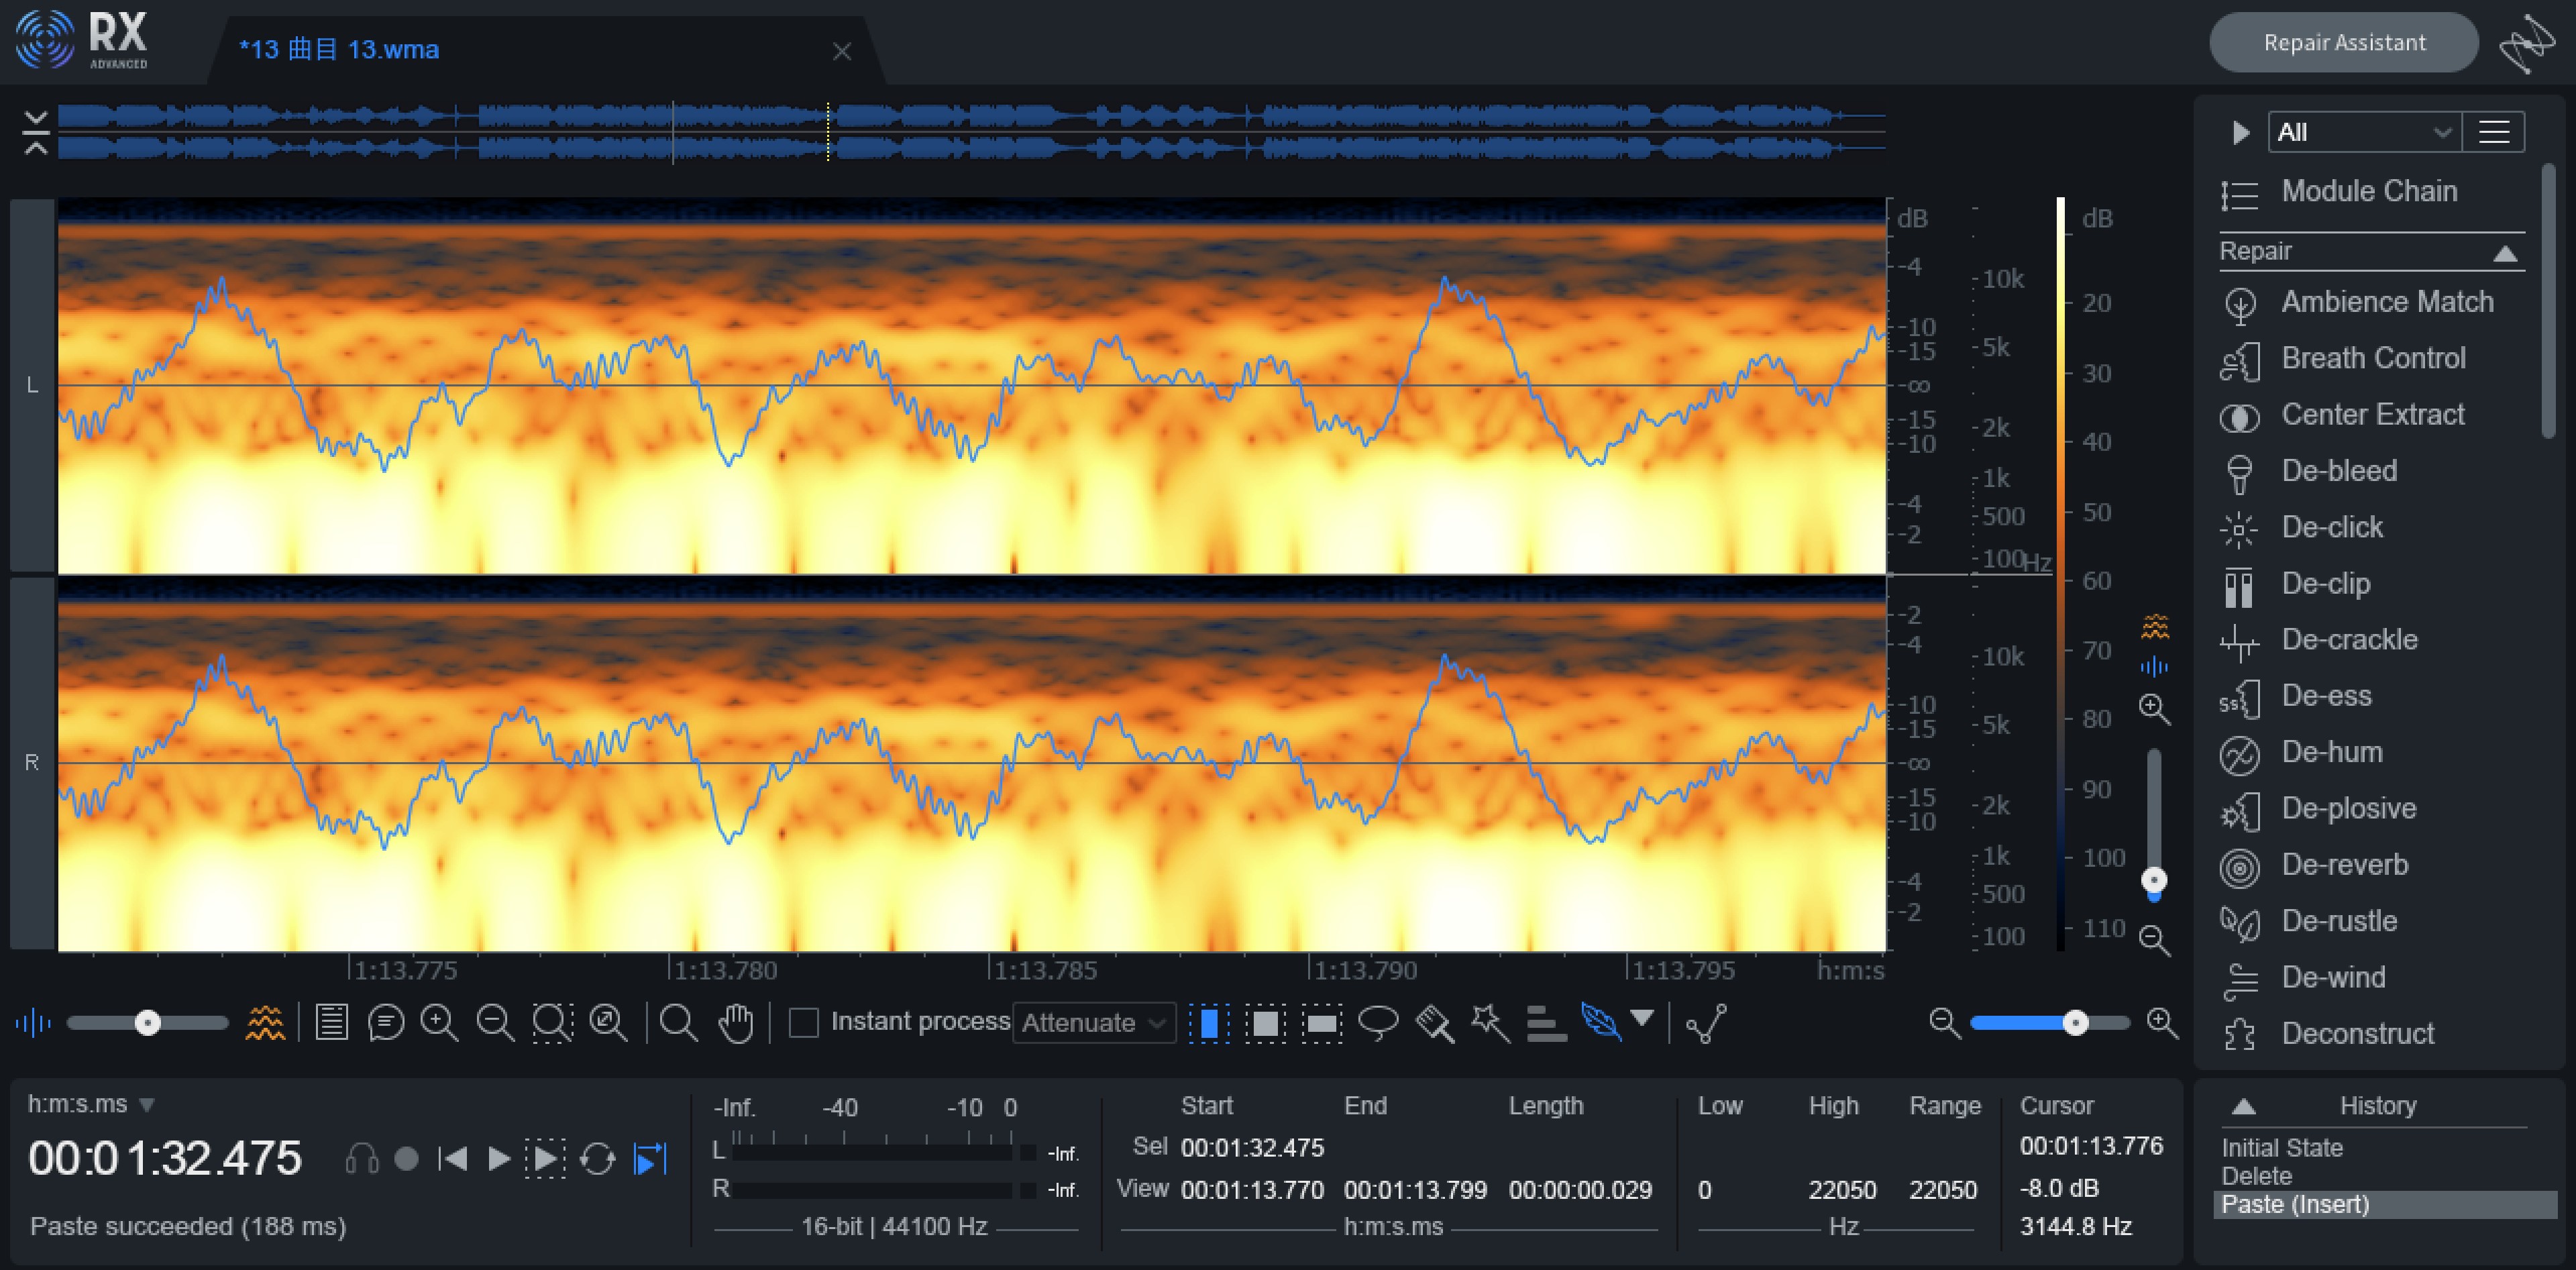 RX
ADVANCED
*13 曲目 13.wma
Repair Assistant
All
Module Chain
Repair
Ambience Match
Breath Control
Center Extract
De-bleed
De-click
De-clip
De-crackle
De-ess
De-hum
De-plosive
De-reverb
De-rustle
De-wind
Deconstruct
L
dB
-4
-10
-15
-∞
-15
-10
-4
-2
10k
5k
2k
1k
500
100
Hz
R
-2
-4
-10
-15
-∞
-15
-10
-4
-2
10k
5k
2k
1k
500
100
dB
20
30
40
50
60
70
80
90
100
110
1:13.775 1:13.780 1:13.785 1:13.790 1:13.795 h:m:s
Instant process Attenuate
h:m:s.ms
00:01:32.475
Paste succeeded (188 ms)
-Inf. -40 -10 0
L -Inf.
R -Inf.
16-bit | 44100 Hz
Start End Length
Sel 00:01:32.475
View 00:01:13.770 00:01:13.799 00:00:00.029
h:m:s.ms
Low High Range
0 22050 22050
Hz
Cursor
00:01:13.776
-8.0 dB
3144.8 Hz
History
Initial State
Delete
Paste (Insert)